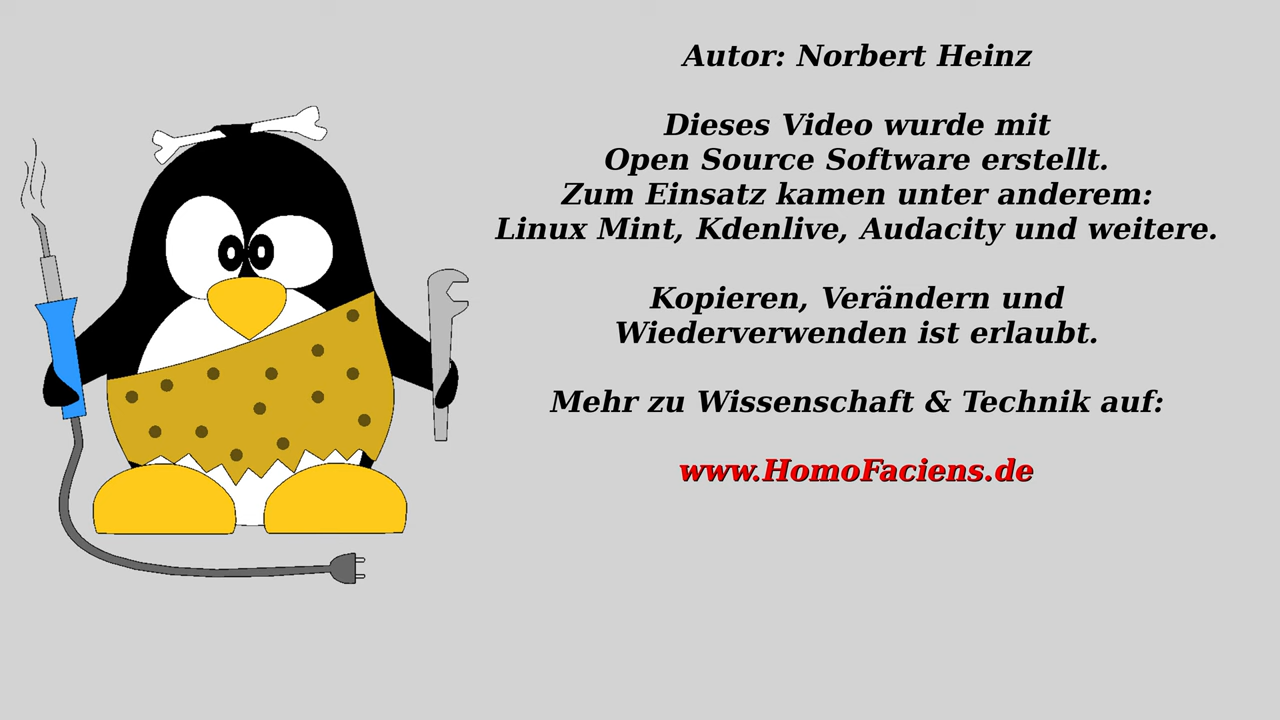 Autor: Norbert Heinz
Dieses Video wurde mit
Open Source Software erstellt.
Zum Einsatz kamen unter anderem:
Linux Mint, Kdenlive, Audacity und weitere.
Kopieren, Verändern und
Wiederverwenden ist erlaubt.
Mehr zu Wissenschaft & Technik auf:
www.HomoFaciens.de